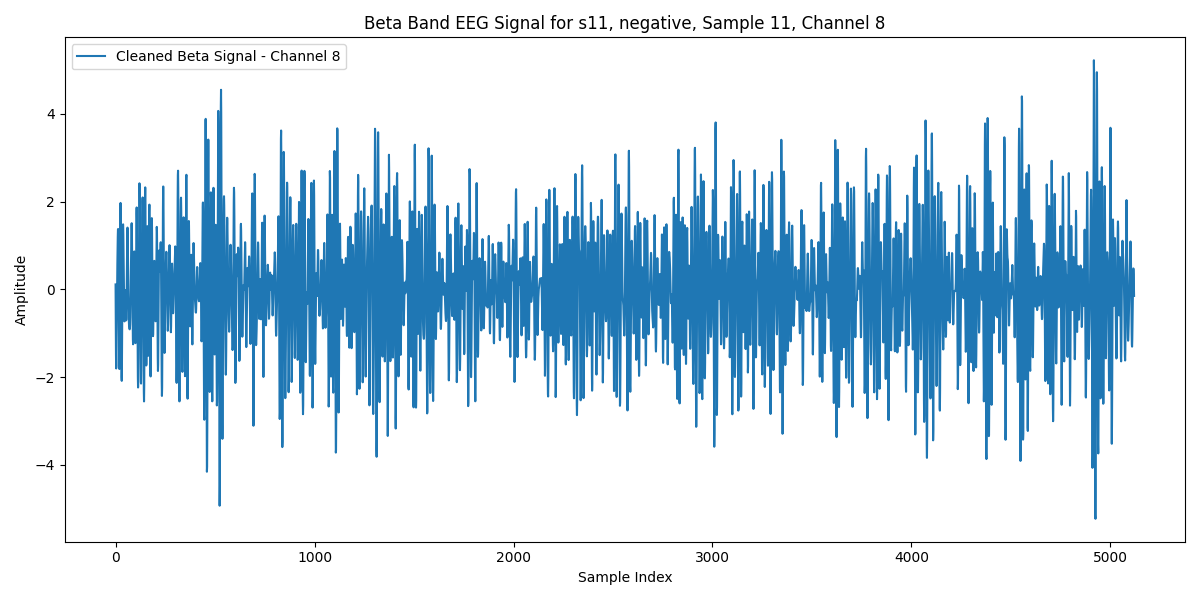 Beta Band EEG Signal for s11, negative, Sample 11, Channel 8
Cleaned Beta Signal - Channel 8
Amplitude
4
2
0
−2
−4
0 1000 2000 3000 4000 5000
Sample Index